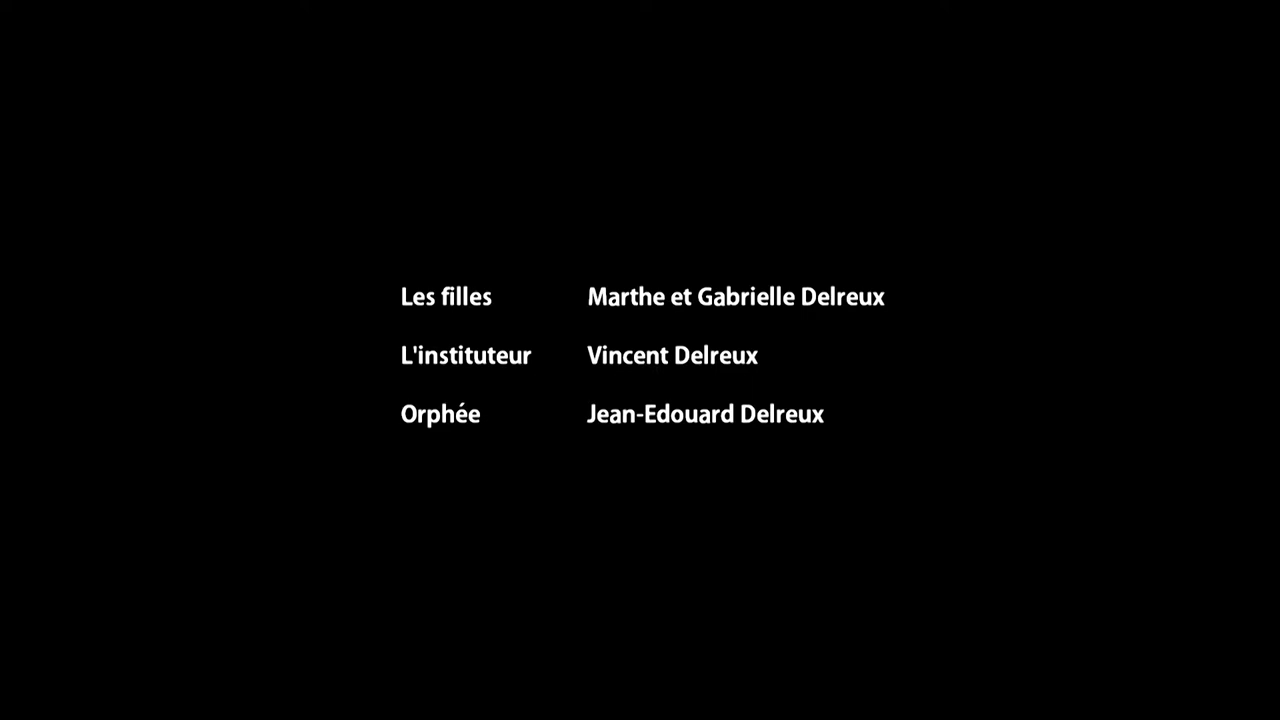 Les filles Marthe et Gabrielle Delreux
L'instituteur Vincent Delreux
Orphée Jean-Edouard Delreux